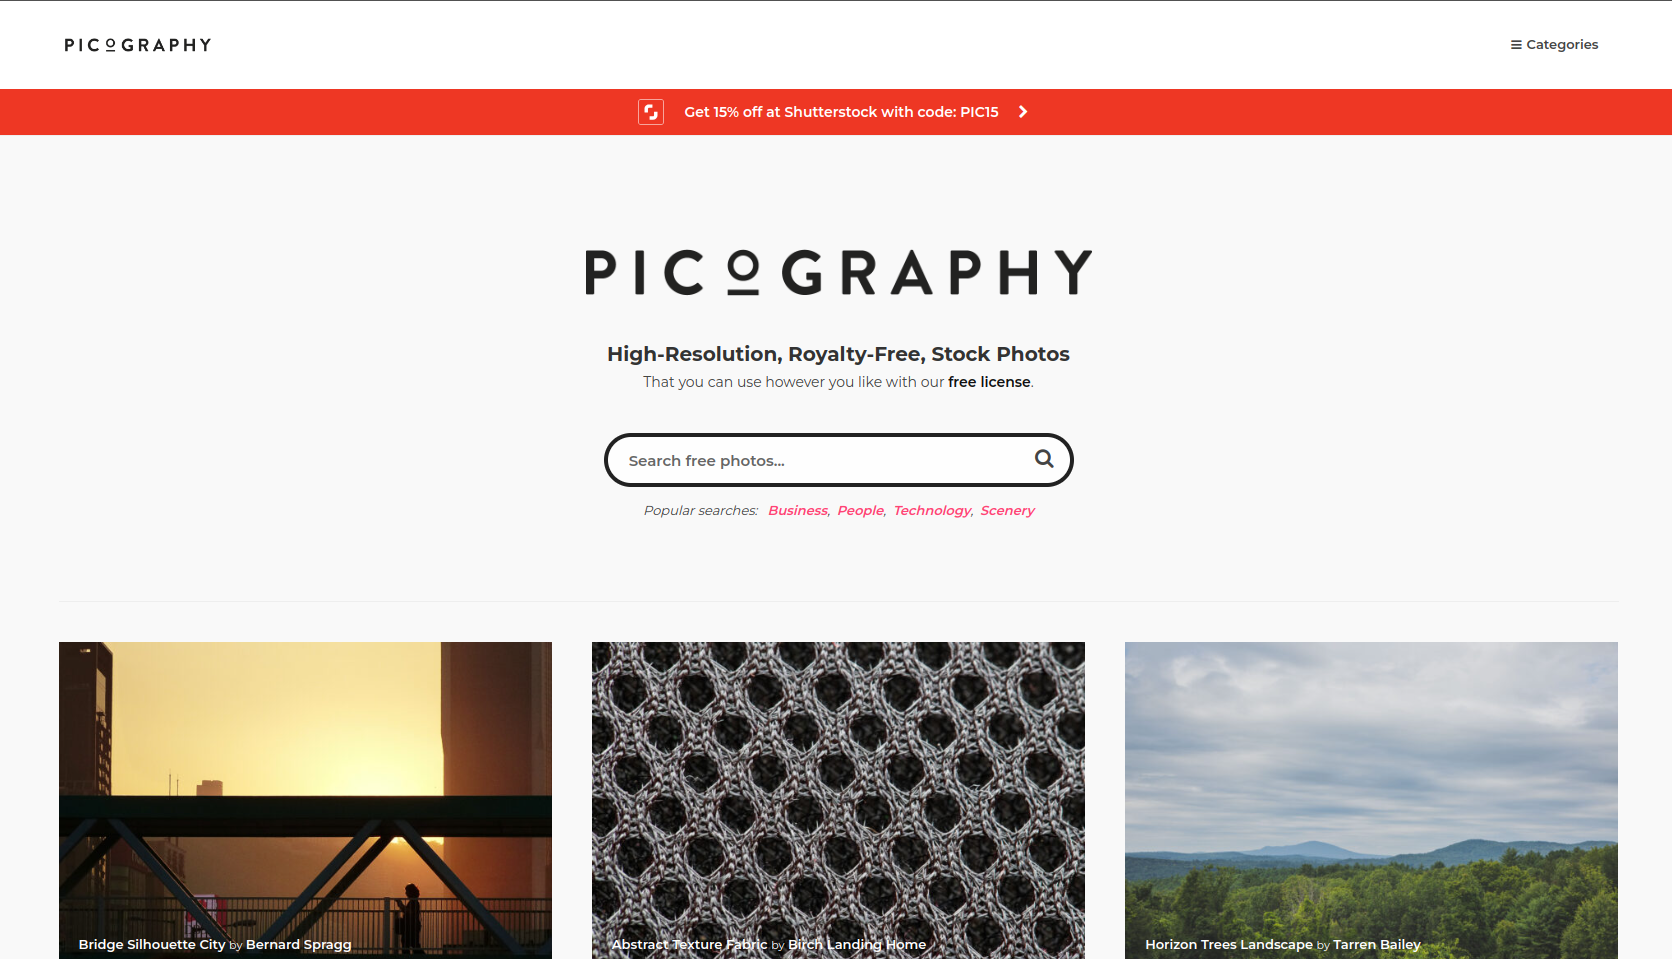 PICOGRAPHY
Categories
Get 15% off at Shutterstock with code: PIC15
PICOGRAPHY
High-Resolution, Royalty-Free, Stock Photos
That you can use however you like with our free license.
Search free photos...
Popular searches: Business, People, Technology, Scenery
Bridge Silhouette City by Bernard Spragg
Abstract Texture Fabric by Birch Landing Home
Horizon Trees Landscape by Tarren Bailey